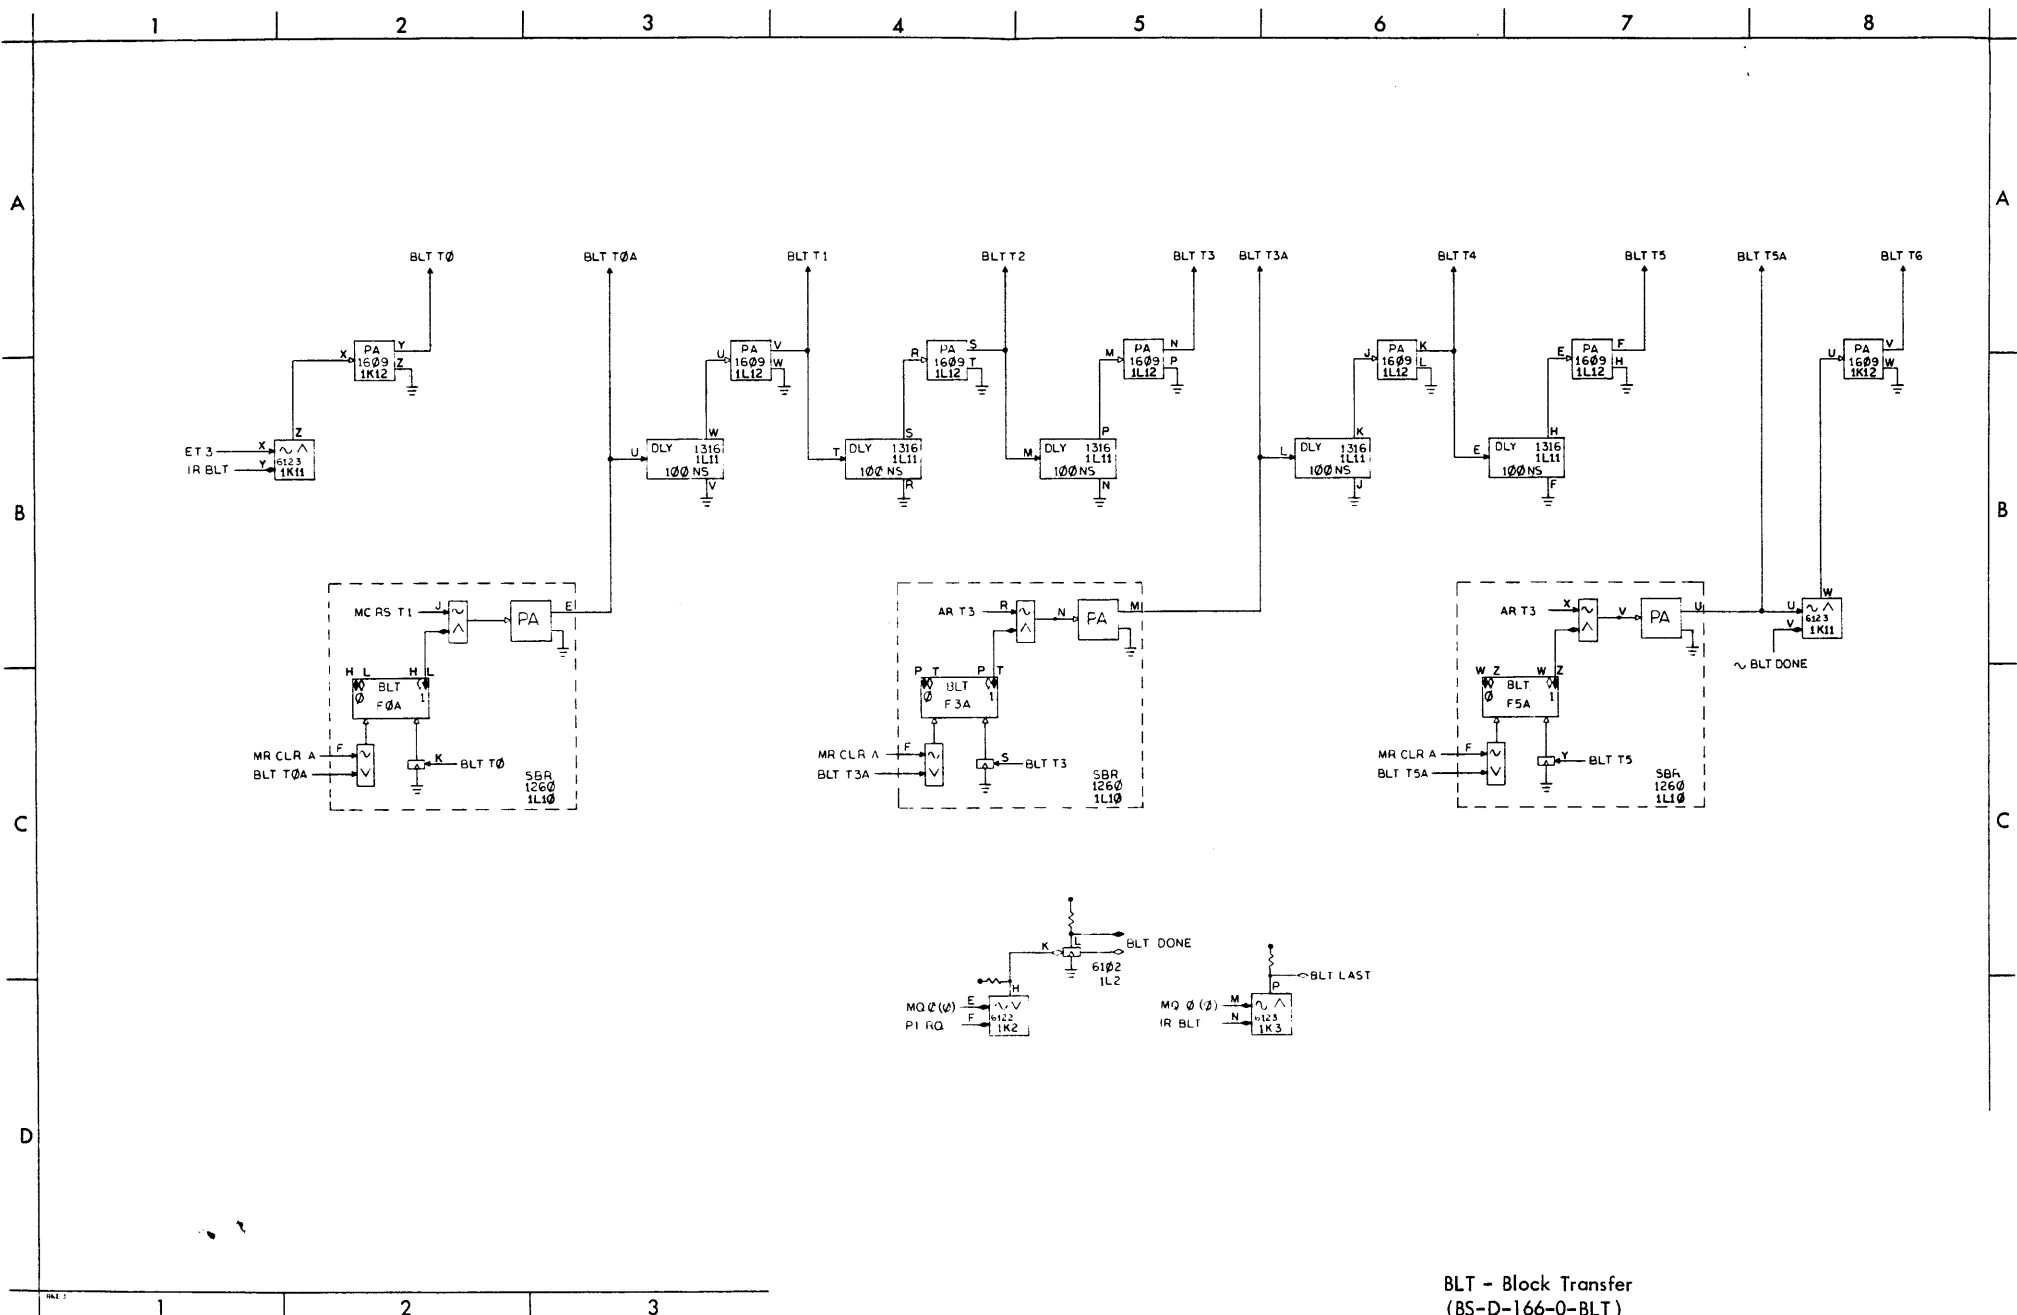 1 2 3 4 5 6 7 8
A A
BLT TØ BLT TØA BLT T1 BLT T2 BLT T3 BLT T3A BLT T4 BLT T5 BLT T5A BLT T6
X PA 1609 1K12 Y Z
U PA 1609 1L12 V W
R PA 1609 1L12 S T
M PA 1609 1L12 N P
J PA 1609 1L12 K L
E PA 1609 1L12 F H
U PA 1609 1K12 V W
ET 3 X
IR BLT Y
Z ~ ∧ 6123 1K11
U DLY 1316 1L11 100 NS W V
T DLY 1316 1L11 100 NS S R
M DLY 1316 1L11 100 NS P N
L DLY 1316 1L11 100 NS K J
E DLY 1316 1L11 100 NS H F
B B
MC RS T1 J ~ ∧ PA E
AR T3 R ~ ∧ N PA M
AR T3 X ~ ∧ V PA U
U V W ~ ∧ 6123 1K11
~ BLT DONE
H L H L
Ø BLT 1
FØA
P T P T
Ø BLT 1
F3A
W Z W Z
Ø BLT 1
F5A
MR CLR A F ~
BLT TØA ∨
K BLT TØ
SBR
1260
1L10
MR CLR A F ~
BLT T3A ∨
S BLT T3
SBR
1260
1L10
MR CLR A F ~
BLT T5A ∨
Y BLT T5
SBR
1260
1L10
C C
K L BLT DONE
6102
1L2
BLT LAST
H
MQ Ø (Ø) E ~ ∨
PI RQ F 6122
1K2
P
MQ Ø (Ø) M ~ ∧
IR BLT N 6123
1K3
D
BLT - Block Transfer
(BS-D-166-0-BLT)
1 2 3